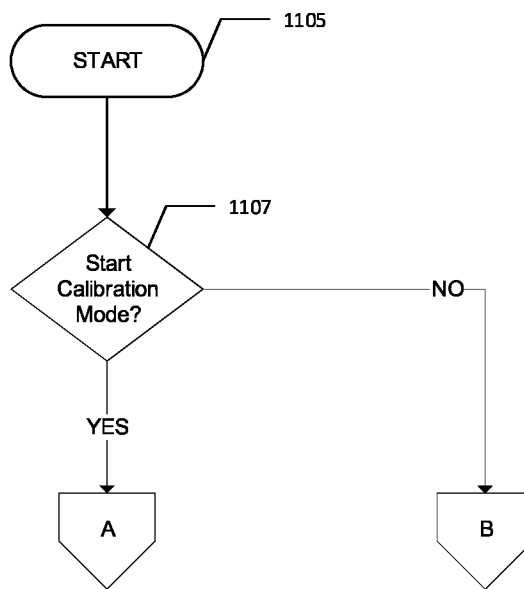 1105
START
1107
Start
Calibration
Mode?
NO
YES
A
B